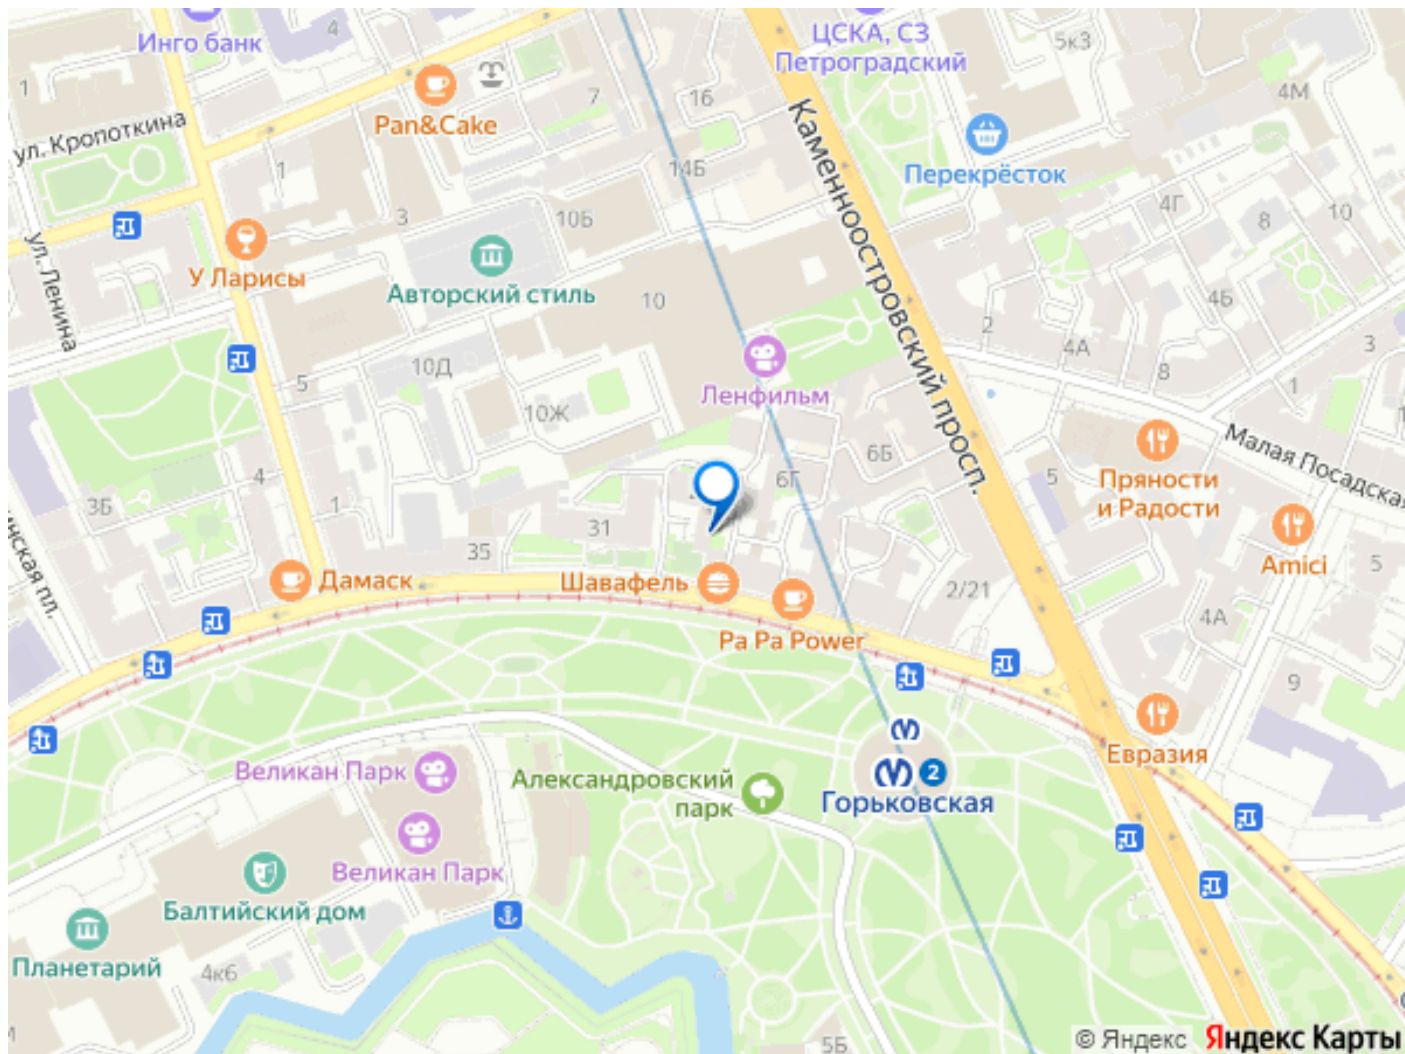 Инго банк
4
ЦСКА, СЗ
Петроградский
5к3
1
Pan&Cake
7
16
4М
ул. Кропоткина
Каменноостровский просп.
Перекрёсток
1
14Б
3
10Б
4Г
8
10
ул. Ленина
У Ларисы
Авторский стиль
10
4Б
2
4А
8
3
10Д
5
Ленфильм
1
10Ж
6Б
Малая Посадская
4
6Г
5
Пряности
и Радости
3Б
1
31
35
Amici
5
Дамаск
Шавафель
2/21
4А
Pa Pa Power
9
Евразия
Великан Парк
Александровский
парк
2
Горьковская
Великан Парк
Балтийский дом
Планетарий
4к6
5Б
© Яндекс Яндекс Карты